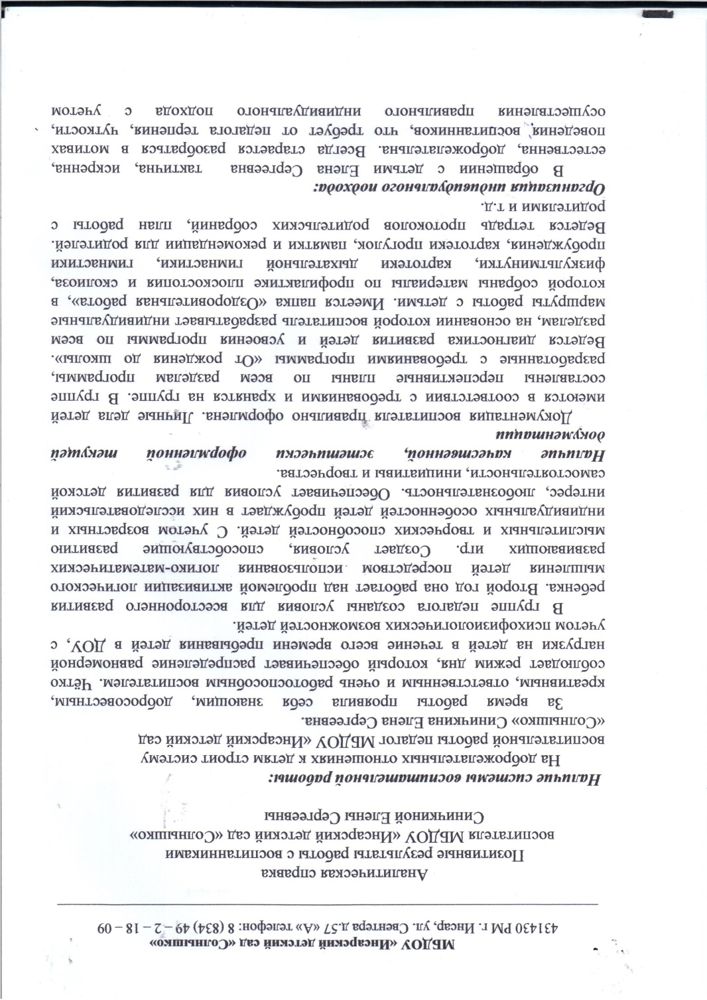 МБДОУ «Инсарский детский сад «Солнышко»
431430 РМ г. Инсар, ул. Свентера д.57 «А» телефон: 8 (834) 49 – 2 – 18 – 09
Аналитическая справка
Позитивные результаты работы с воспитанниками
воспитателя МБДОУ «Инсарский детский сад «Солнышко»
Синичкиной Елены Сергеевны
Наличие системы воспитательной работы:
На доброжелательных отношениях к детям строит систему
воспитательной работы педагог МБДОУ «Инсарский детский сад
«Солнышко» Синичкина Елена Сергеевна.
За время работы проявила себя знающим, добросовестным,
креативным, ответственным и очень работоспособным воспитателем. Чётко
соблюдает режим дня, который обеспечивает распределение равномерной
нагрузки на детей в течение всего времени пребывания детей в ДОУ, с
учетом психофизиологических возможностей детей.
В группе педагога созданы условия для всестороннего развития
ребенка. Второй год она работает над проблемой активизации логического
мышления детей посредством использования логико-математических
развивающих игр. Создает условия, способствующие развитию
мыслительных и творческих способностей детей. С учетом возрастных и
индивидуальных особенностей детей пробуждает в них исследовательский
интерес, любознательность. Обеспечивает условия для развития детской
самостоятельности, инициативы и творчества.
Наличие качественной, эстетически оформленной текущей
документации
Документация воспитателя правильно оформлена. Личные дела детей
имеются в соответствии с требованиями и хранятся на группе. В группе
составлены перспективные планы по всем разделам программы,
разработанные с требованиями программы «От рождения до школы».
Ведется диагностика развития детей и усвоения программы по всем
разделам, на основании которой воспитатель разрабатывает индивидуальные
маршруты работы с детьми. Имеется папка «Оздоровительная работа», в
которой собраны материалы по профилактике плоскостопия и сколиоза,
физкультминутки, картотеки дыхательной гимнастики, гимнастики
пробуждения, картотеки прогулок, памятки и рекомендации для родителей.
Ведется тетрадь протоколов родительских собраний, план работы с
родителями и т.д.
Организация индивидуального подхода:
В обращении с детьми Елена Сергеевна тактична, искренна,
естественна, доброжелательна. Всегда старается разобраться в мотивах
поведения воспитанников, что требует от педагога терпения, чуткости,
осуществления правильного индивидуального подхода с учетом